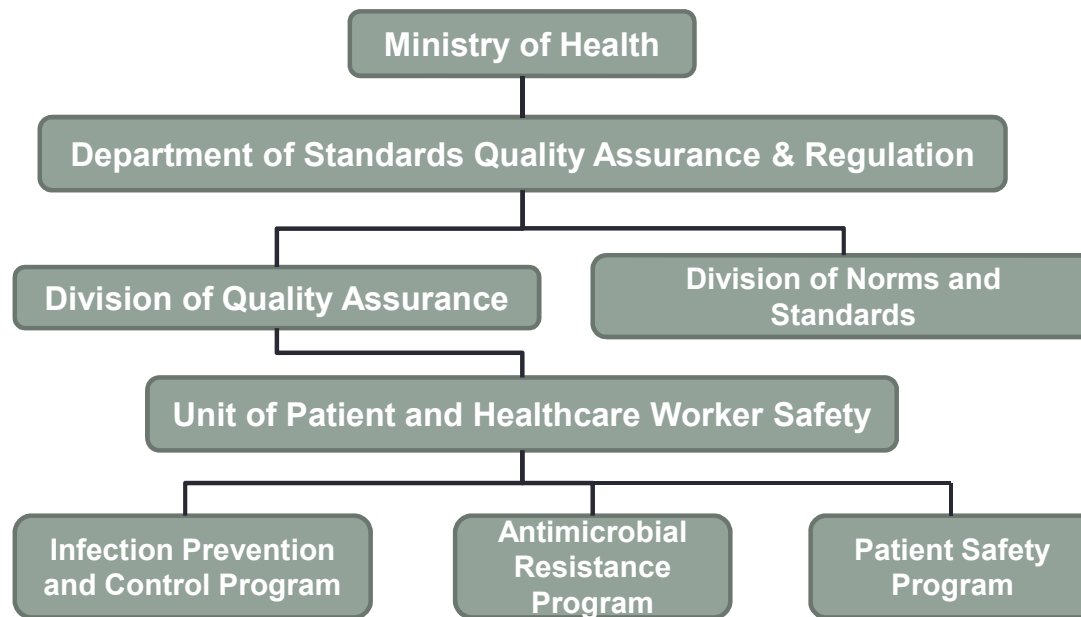 Ministry of Health
Department of Standards Quality Assurance & Regulation
Division of Quality Assurance
Division of Norms and
Standards
Unit of Patient and Healthcare Worker Safety
Infection Prevention
and Control Program
Antimicrobial
Resistance
Program
Patient Safety
Program